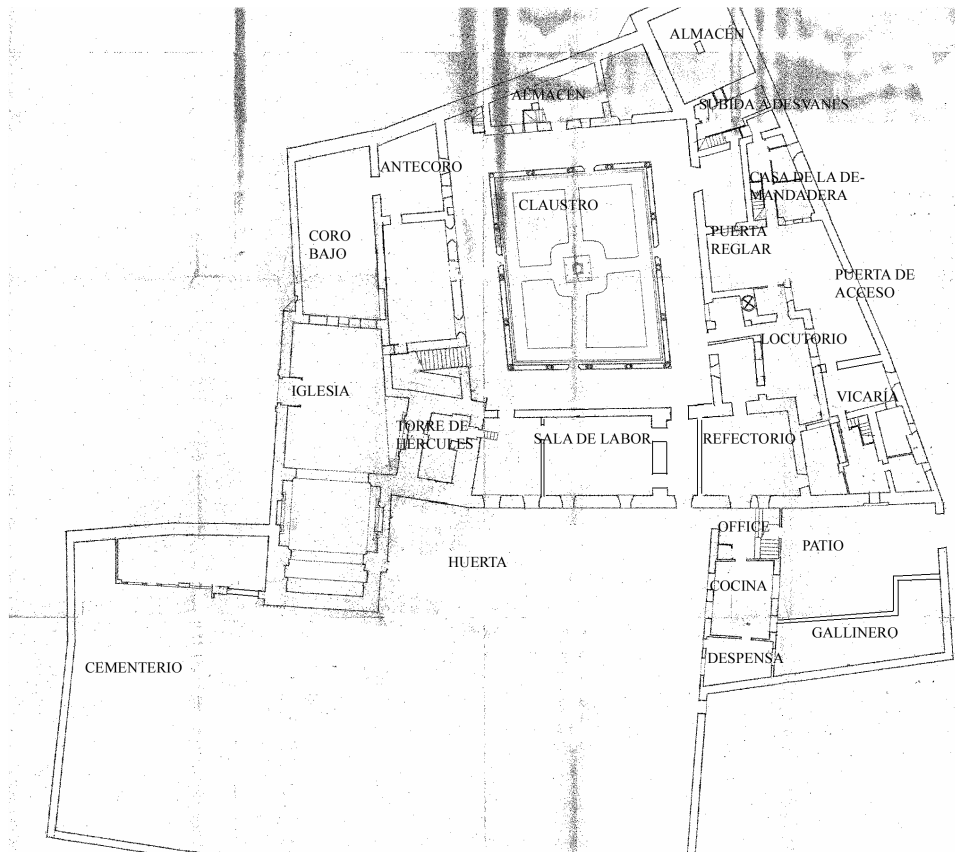 ALMACÉN
ALMACÉN
SUBIDA A DESVANES
ANTECORO
CASA DE LA DE-
MANDADERA
CLAUSTRO
CORO
BAJO
PUERTA
REGLAR
PUERTA DE
ACCESO
LOCUTORIO
IGLESIA
VICARÍA
TORRE DE
HÉRCULES
SALA DE LABOR
REFECTORIO
OFFICE
PATIO
HUERTA
COCINA
GALLINERO
DESPENSA
CEMENTERIO